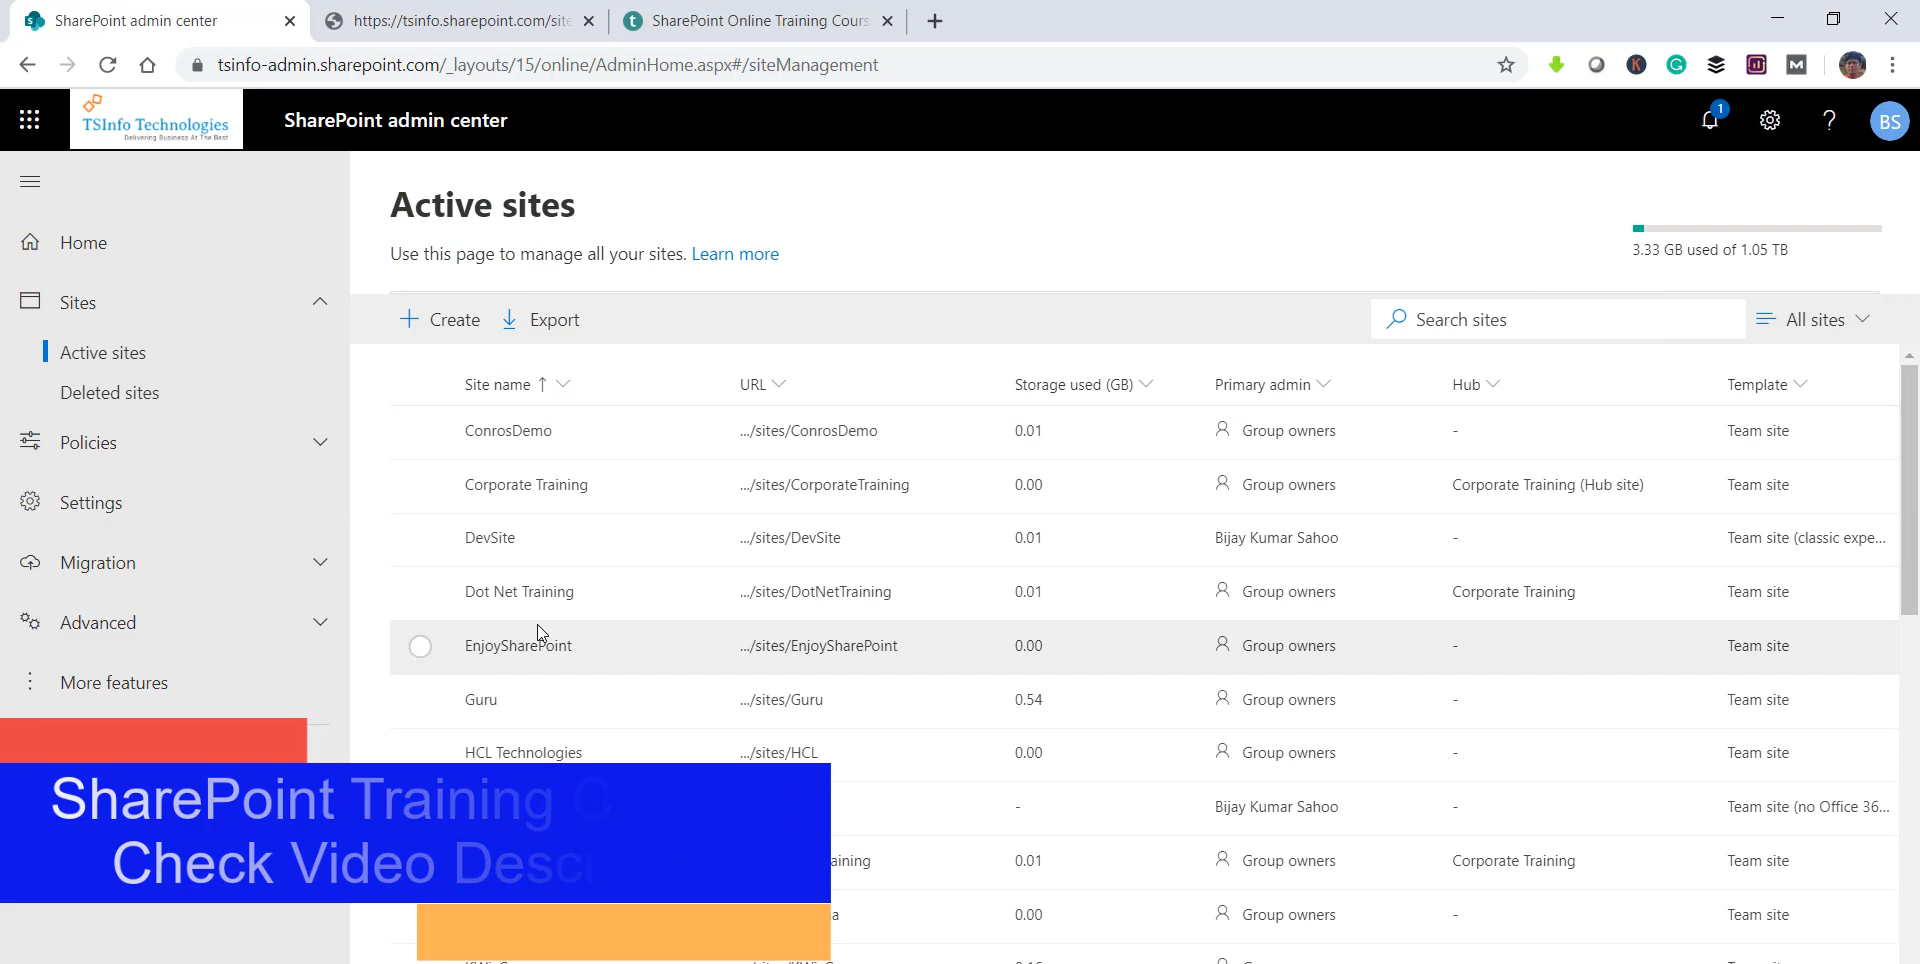 SharePoint admin center
https://tsinfo.sharepoint.com/site
t SharePoint Online Training Cours
tsinfo-admin.sharepoint.com/_layouts/15/online/AdminHome.aspx#/siteManagement
TSInfo Technologies
Delivering Business At The Best
SharePoint admin center
1
?
BS
Home
Sites
Active sites
Deleted sites
Policies
Settings
Migration
Advanced
More features
Active sites
Use this page to manage all your sites. Learn more
3.33 GB used of 1.05 TB
Create Export Search sites All sites
Site name URL Storage used (GB) Primary admin Hub Template
ConrosDemo .../sites/ConrosDemo 0.01 Group owners - Team site
Corporate Training .../sites/CorporateTraining 0.00 Group owners Corporate Training (Hub site) Team site
DevSite .../sites/DevSite 0.01 Bijay Kumar Sahoo - Team site (classic expe...
Dot Net Training .../sites/DotNetTraining 0.01 Group owners Corporate Training Team site
EnjoySharePoint .../sites/EnjoySharePoint 0.00 Group owners - Team site
Guru .../sites/Guru 0.54 Group owners - Team site
HCL Technologies .../sites/HCL 0.00 Group owners - Team site
- Bijay Kumar Sahoo - Team site (no Office 36...
aining 0.01 Group owners Corporate Training Team site
a 0.00 Group owners - Team site
SharePoint Training C
Check Video Descr